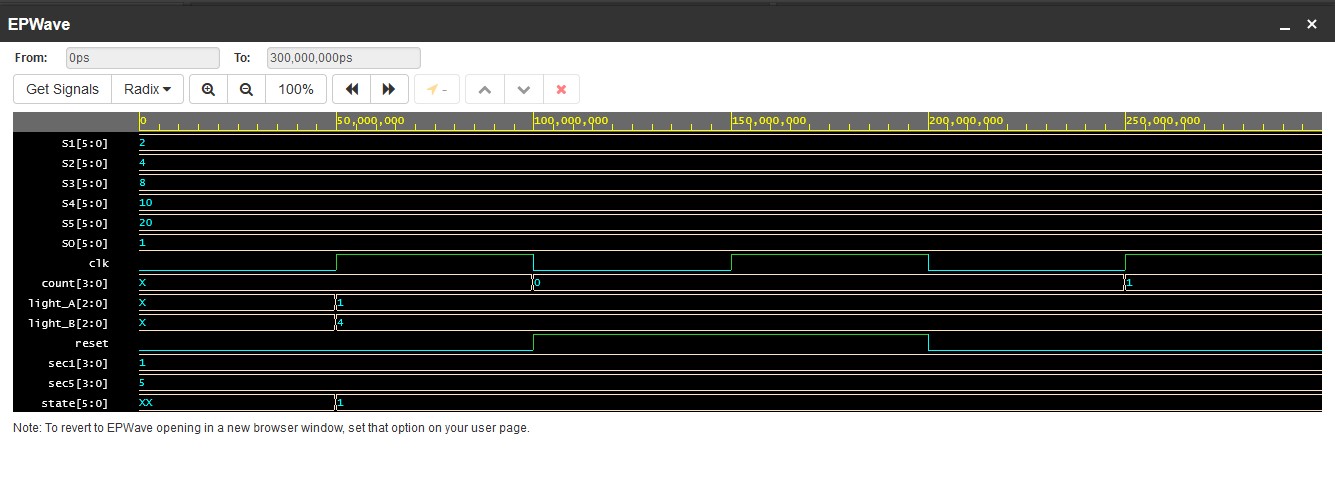 EPWave
From: 0ps To: 300,000,000ps
Get Signals Radix 100% -
0 50,000,000 100,000,000 150,000,000 200,000,000 250,000,000
S1[5:0] 2
S2[5:0] 4
S3[5:0] 8
S4[5:0] 10
S5[5:0] 20
SO[5:0] 1
clk
count[3:0] X 0 1
light_A[2:0] X 1
light_B[2:0] X 4
reset
sec1[3:0] 1
sec5[3:0] 5
state[5:0] XX 1
Note: To revert to EPWave opening in a new browser window, set that option on your user page.